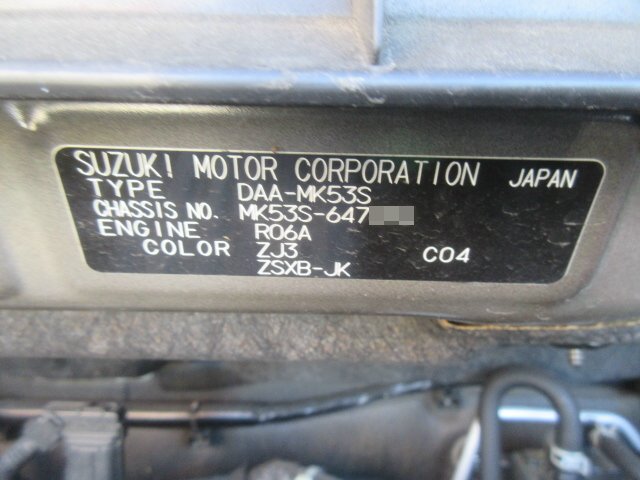 SUZUKI MOTOR CORPORATION JAPAN
TYPE DAA-MK53S
CHASSIS NO. MK53S-647
ENGINE R06A
COLOR ZJ3 C04
ZSXB-JK